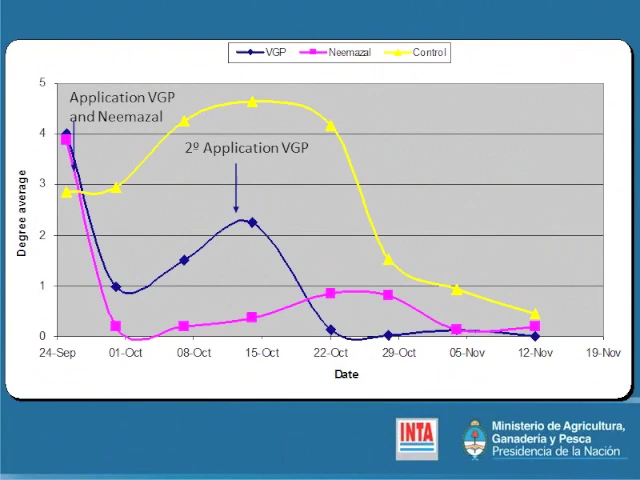 VGP Neemazal Control
5
Application VGP
and Neemazal
4
2º Application VGP
3
Degree average
2
1
0
24-Sep 01-Oct 08-Oct 15-Oct 22-Oct 29-Oct 05-Nov 12-Nov 19-Nov
Date
INTA
Ministerio de Agricultura,
Ganadería y Pesca
Presidencia de la Nación